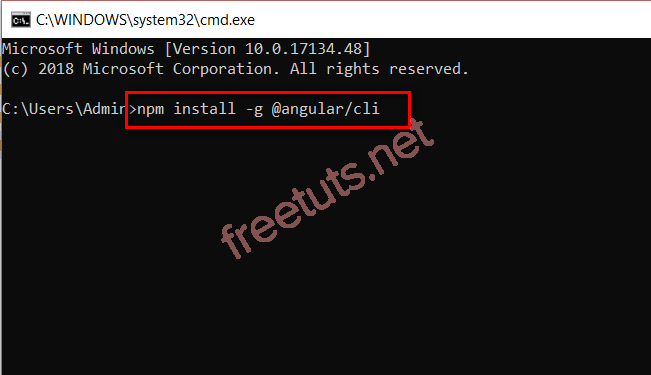 C:\WINDOWS\system32\cmd.exe
Microsoft Windows [Version 10.0.17134.48]
(c) 2018 Microsoft Corporation. All rights reserved.
C:\Users\Admin>npm install -g @angular/cli
freetuts.net